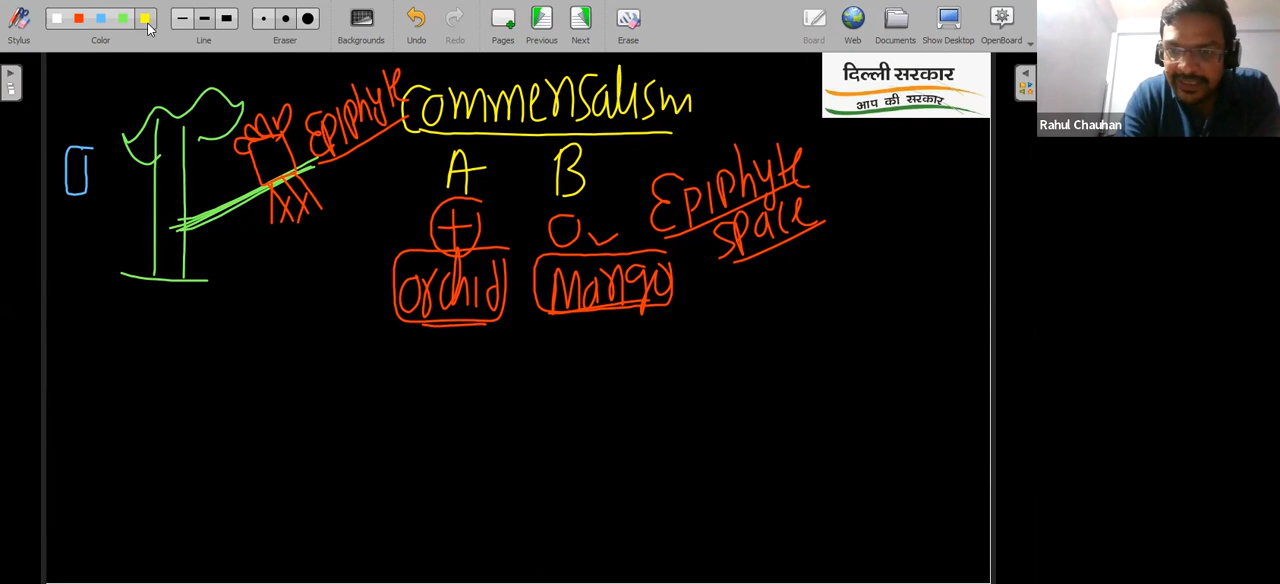 Stylus
Color
Line
Eraser
Backgrounds
Undo
Redo
Pages
Previous
Next
Erase
Board
Web
Documents
Show Desktop
OpenBoard
दिल्ली सरकार
आप की सरकार
Rahul Chauhan
Epiphyte
Commensalism
A B
+ 0
Orchid Mango
Epiphyte
space